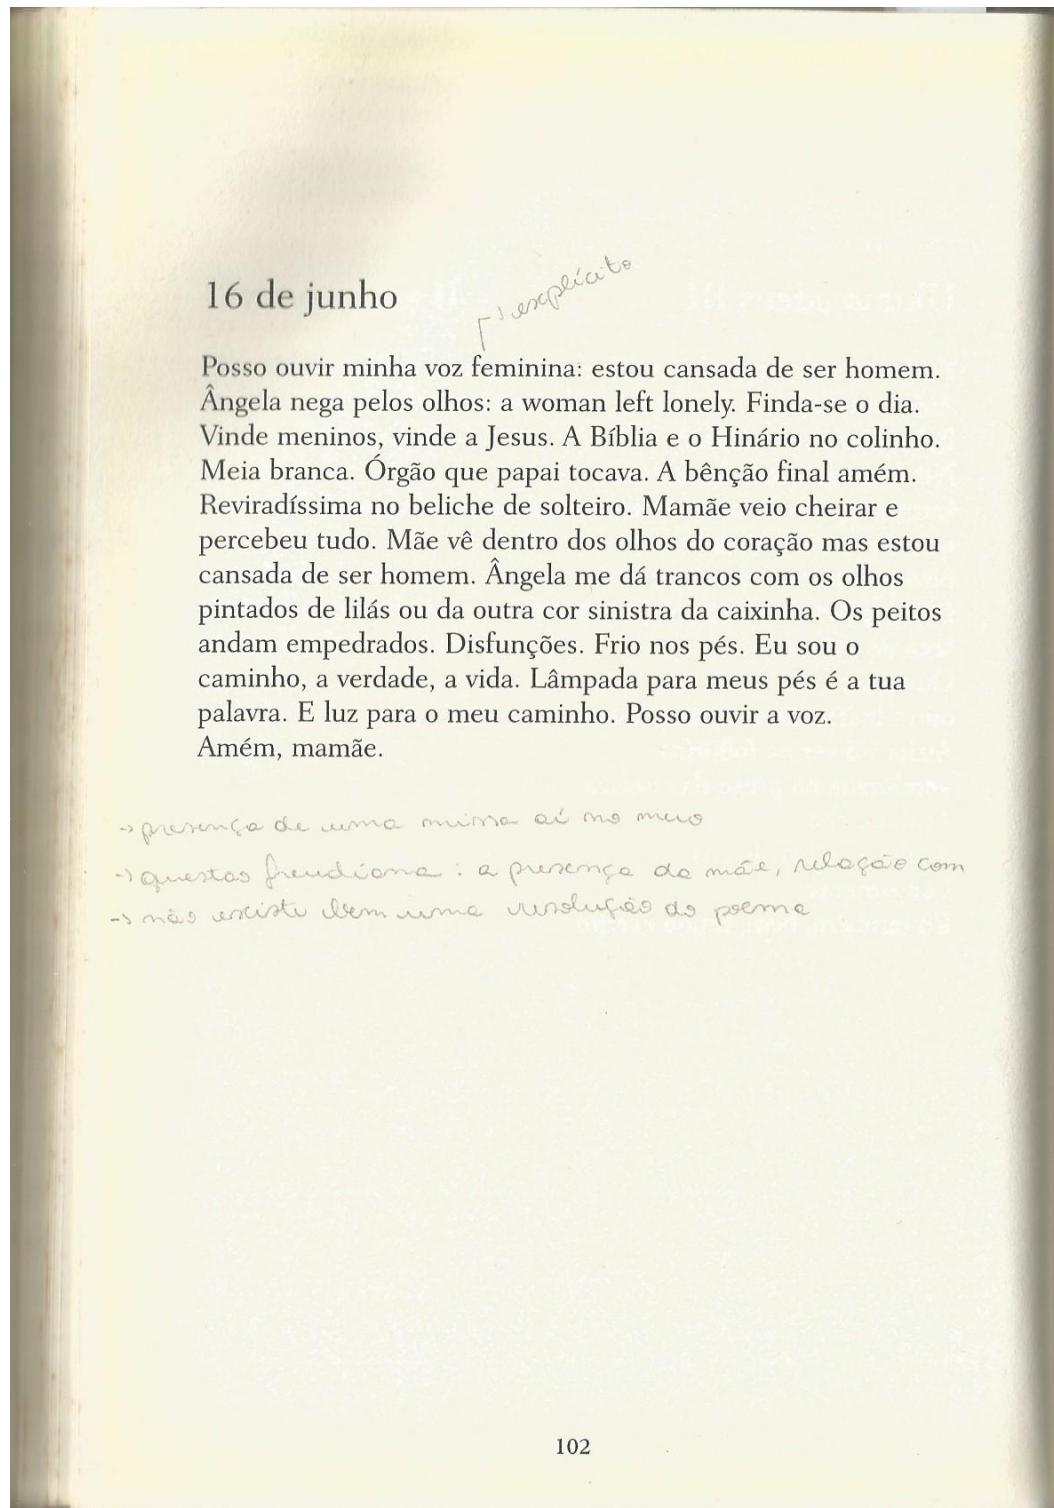 16 de junho
↳ explícito
Posso ouvir minha voz feminina: estou cansada de ser homem.
Ângela nega pelos olhos: a woman left lonely. Finda-se o dia.
Vinde meninos, vinde a Jesus. A Bíblia e o Hinário no colinho.
Meia branca. Órgão que papai tocava. A bênção final amém.
Reviradíssima no beliche de solteiro. Mamãe veio cheirar e
percebeu tudo. Mãe vê dentro dos olhos do coração mas estou
cansada de ser homem. Ângela me dá trancos com os olhos
pintados de lilás ou da outra cor sinistra da caixinha. Os peitos
andam empedrados. Disfunções. Frio nos pés. Eu sou o
caminho, a verdade, a vida. Lâmpada para meus pés é a tua
palavra. E luz para o meu caminho. Posso ouvir a voz.
Amém, mamãe.
-> presença de uma missa aí no meio
-> questão freudiana: a presença da mãe, relação com
-> não existe bem uma resolução do poema
102